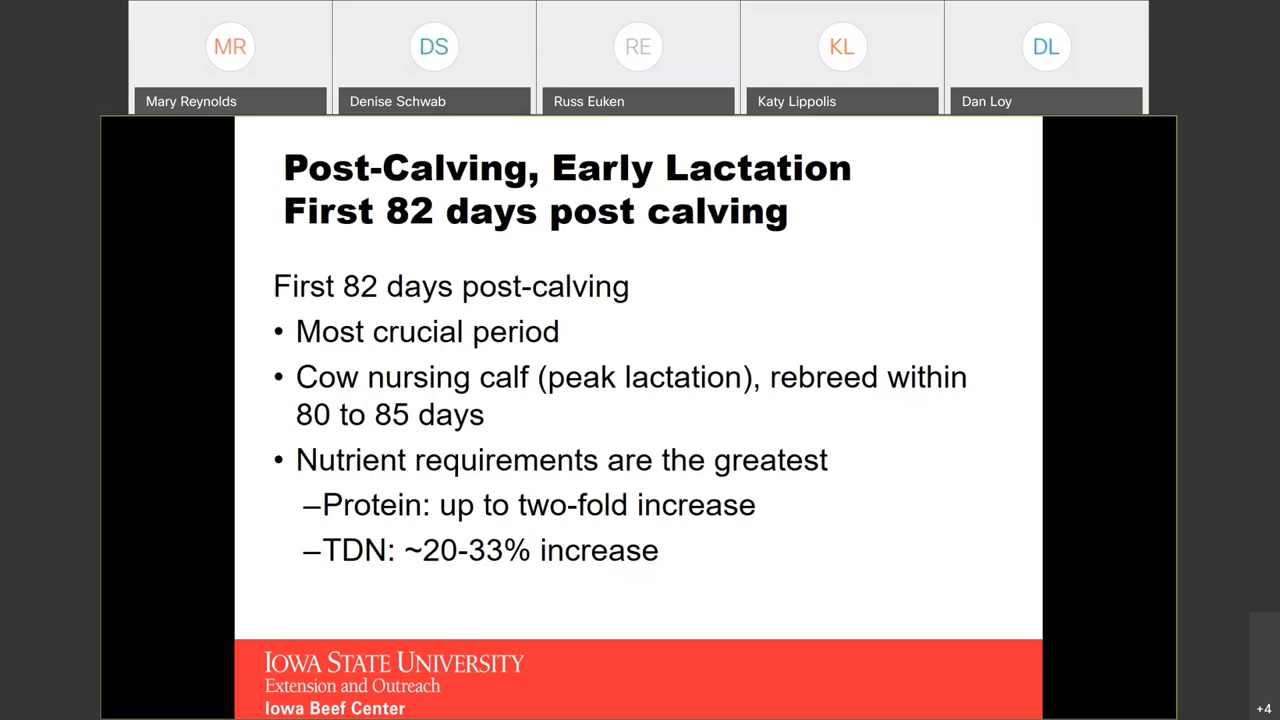 MR
DS
RE
KL
DL
Mary Reynolds
Denise Schwab
Russ Euken
Katy Lippolis
Dan Loy
Post-Calving, Early Lactation
First 82 days post calving
First 82 days post-calving
• Most crucial period
• Cow nursing calf (peak lactation), rebreed within
80 to 85 days
• Nutrient requirements are the greatest
–Protein: up to two-fold increase
–TDN: ~20-33% increase
IOWA STATE UNIVERSITY
Extension and Outreach
Iowa Beef Center
+4